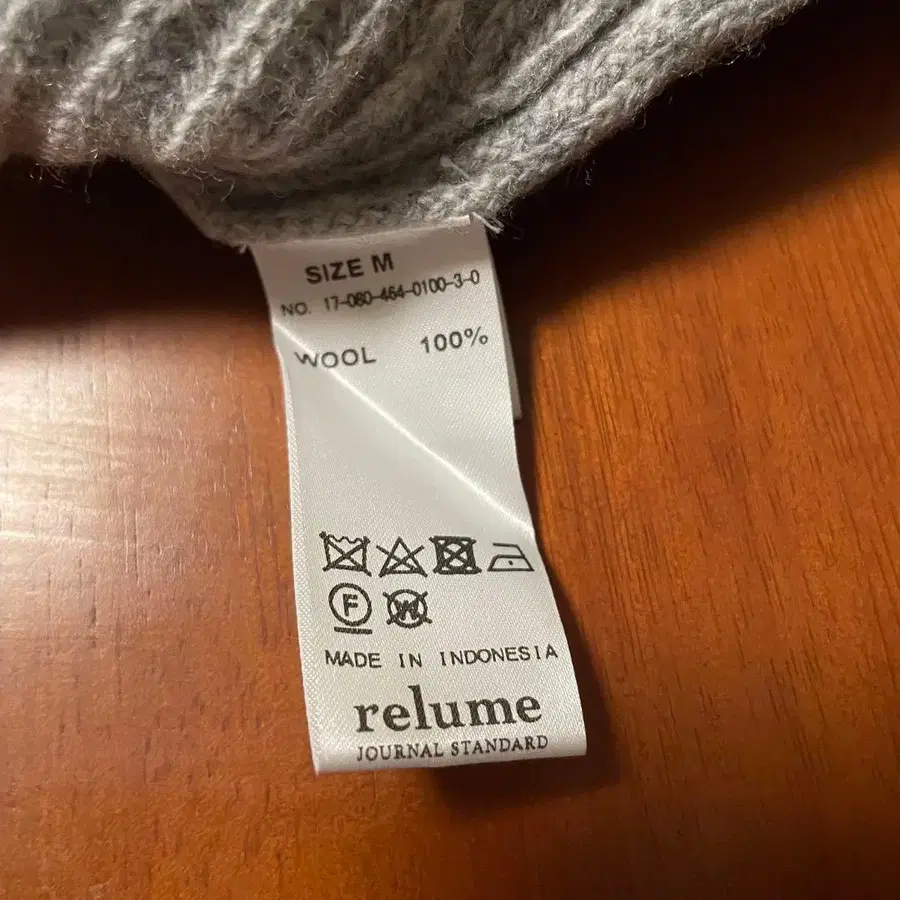 SIZE M
NO. 17-080-464-0100-3-0
WOOL 100%
F W
MADE IN INDONESIA
relume
JOURNAL STANDARD